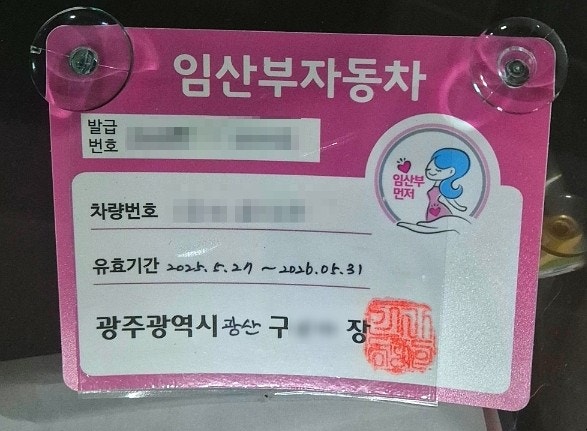 임산부자동차
발급
번호
임산부
먼저
차량번호
유효기간 2025.5.27 ~ 2026.05.31
광주광역시 광산 구 장